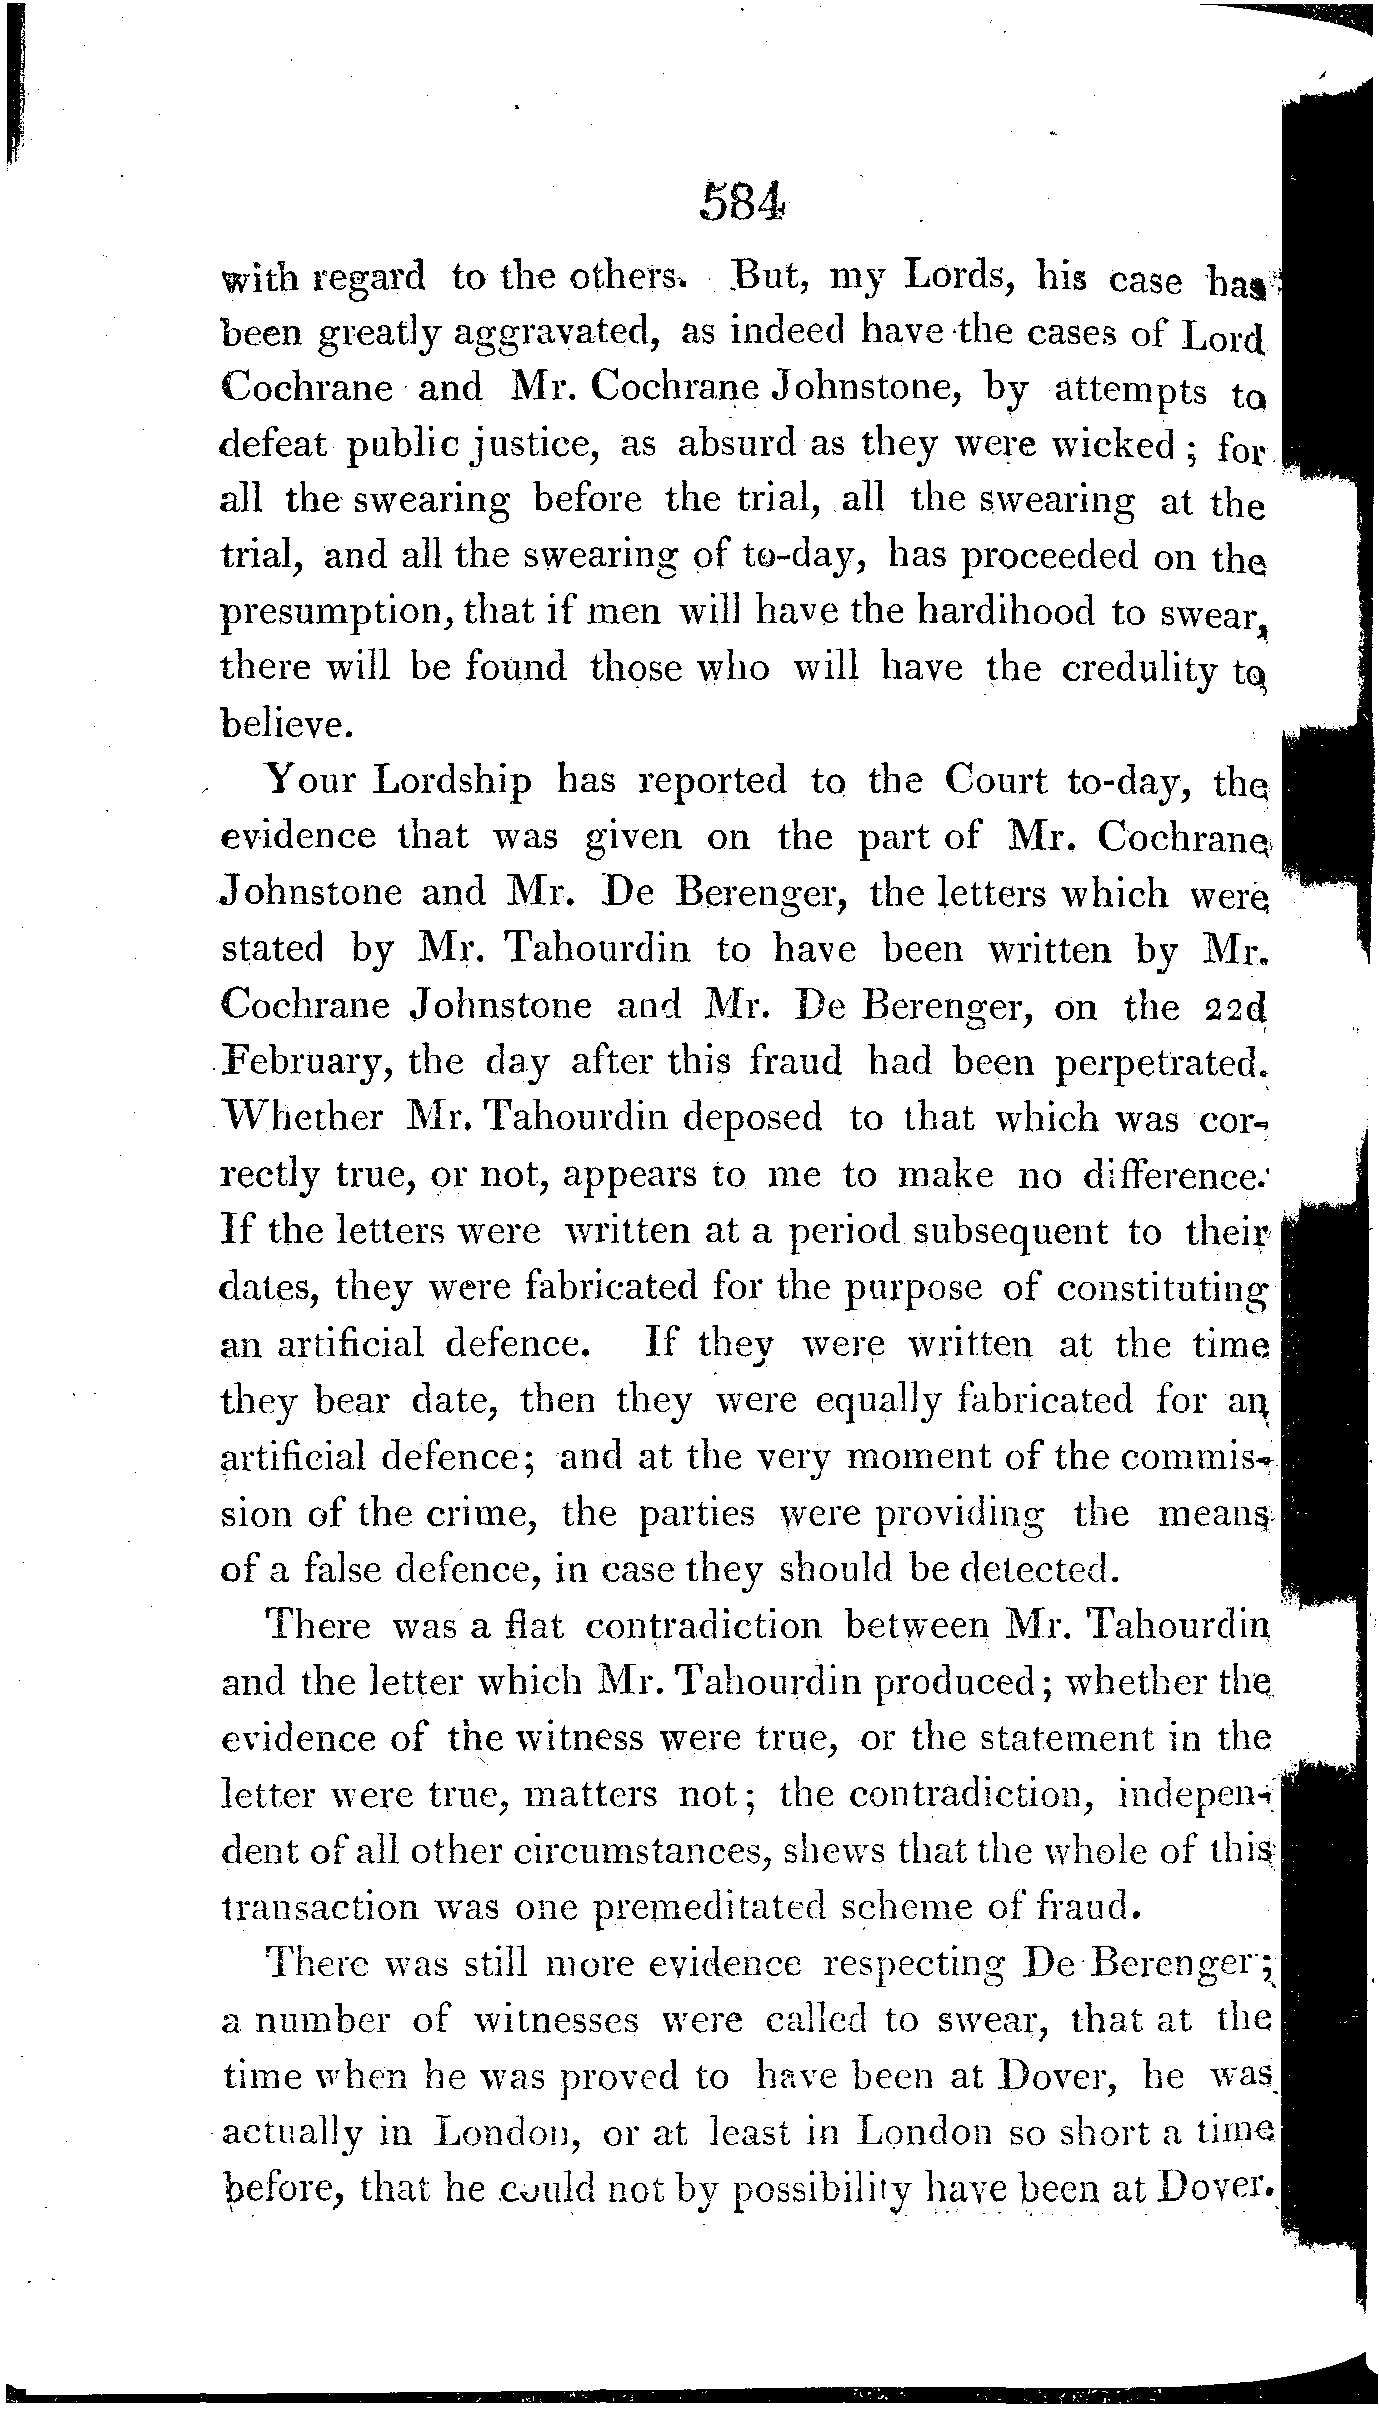 584
with regard to the others. But, my Lords, his case has
been greatly aggravated, as indeed have the cases of Lord
Cochrane and Mr. Cochrane Johnstone, by attempts to
defeat public justice, as absurd as they were wicked; for
all the swearing before the trial, all the swearing at the
trial, and all the swearing of to-day, has proceeded on the
presumption, that if men will have the hardihood to swear,
there will be found those who will have the credulity to
believe.
Your Lordship has reported to the Court to-day, the
evidence that was given on the part of Mr. Cochrane
Johnstone and Mr. De Berenger, the letters which were
stated by Mr. Tahourdin to have been written by Mr.
Cochrane Johnstone and Mr. De Berenger, on the 22d
February, the day after this fraud had been perpetrated.
Whether Mr. Tahourdin deposed to that which was cor-
rectly true, or not, appears to me to make no difference.
If the letters were written at a period subsequent to their
dates, they were fabricated for the purpose of constituting
an artificial defence. If they were written at the time
they bear date, then they were equally fabricated for an
artificial defence; and at the very moment of the commis-
sion of the crime, the parties were providing the means
of a false defence, in case they should be detected.
There was a flat contradiction between Mr. Tahourdin
and the letter which Mr. Tahourdin produced; whether the
evidence of the witness were true, or the statement in the
letter were true, matters not; the contradiction, indepen-
dent of all other circumstances, shews that the whole of this
transaction was one premeditated scheme of fraud.
There was still more evidence respecting De Berenger;
a number of witnesses were called to swear, that at the
time when he was proved to have been at Dover, he was
actually in London, or at least in London so short a time
before, that he could not by possibility have been at Dover.